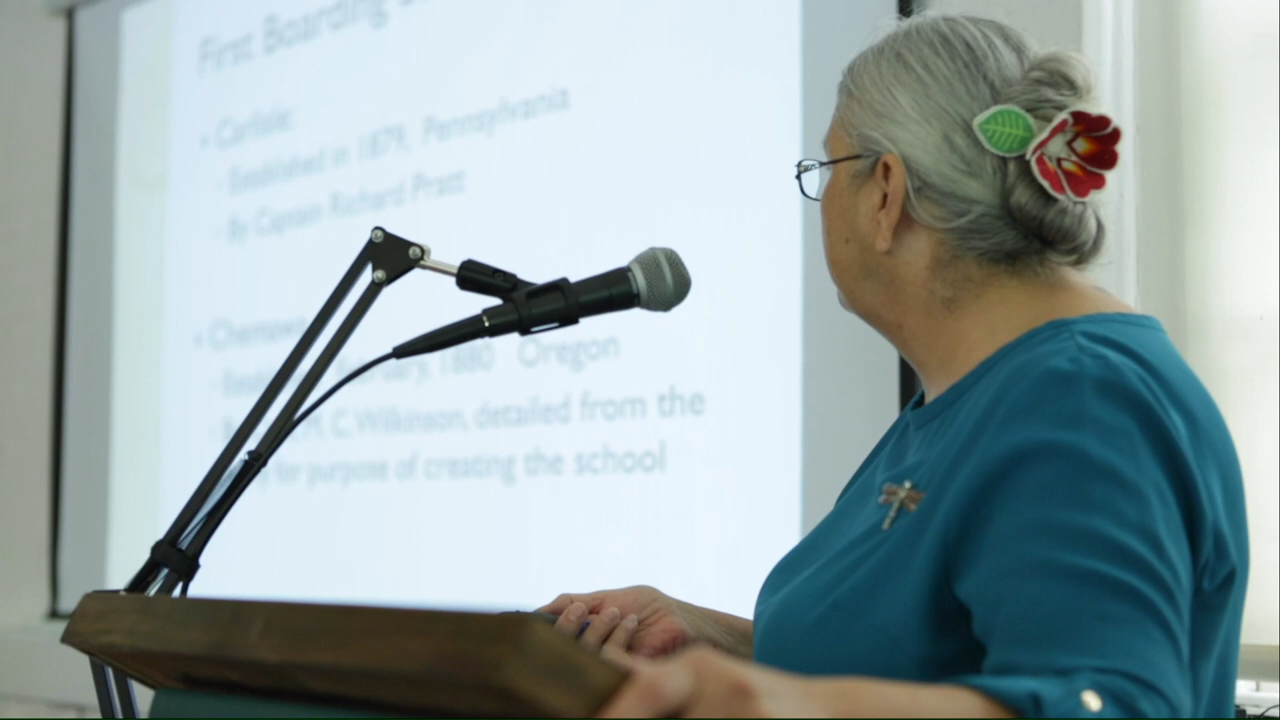 First Boarding
• Carlisle:
- Established in 1879, Pennsylvania
- By Captain Richard Pratt
• Chemawa
1880 Oregon
M. C. Wilkinson, detailed from the
for purpose of creating the school